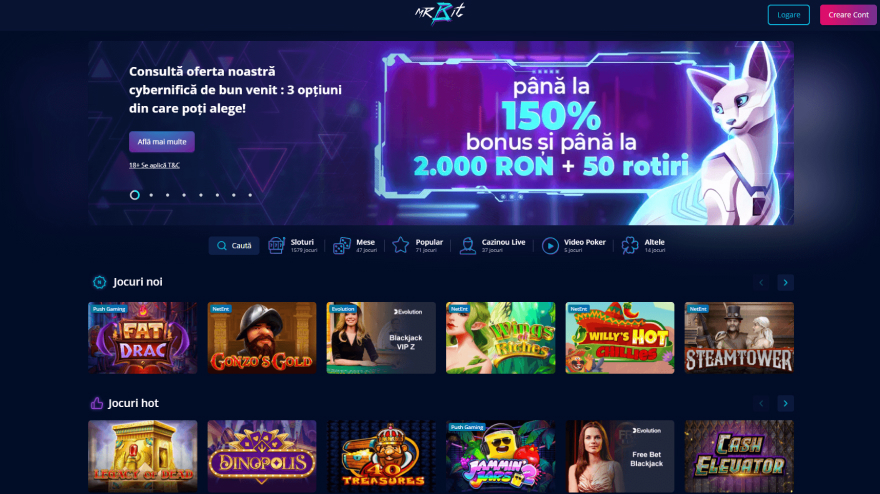 MR BIT
Logare
Creare Cont
Consultă oferta noastră
cybernifică de bun venit : 3 opțiuni
din care poți alege!
Află mai multe
18+ Se aplică T&C
până la
150%
bonus și până la
2.000 RON + 50 rotiri
Caută
Sloturi
1579 jocuri
Mese
47 jocuri
Popular
71 jocuri
Cazinou Live
37 jocuri
Video Poker
5 jocuri
Altele
14 jocuri
Jocuri noi
Push Gaming
FAT
DRAC
NetEnt
GONZO'S GOLD
Evolution
Evolution
Blackjack
VIP Z
NetEnt
Wings
of
Riches
NetEnt
WILLY'S HOT
CHILLIES
NetEnt
STEAMTOWER
Jocuri hot
LEGACY OF DEAD
DINOPOLIS
40
TREASURES
Push Gaming
JAMMIN'
JARS 2
Evolution
Free Bet
Blackjack
CASH
ELEVATOR